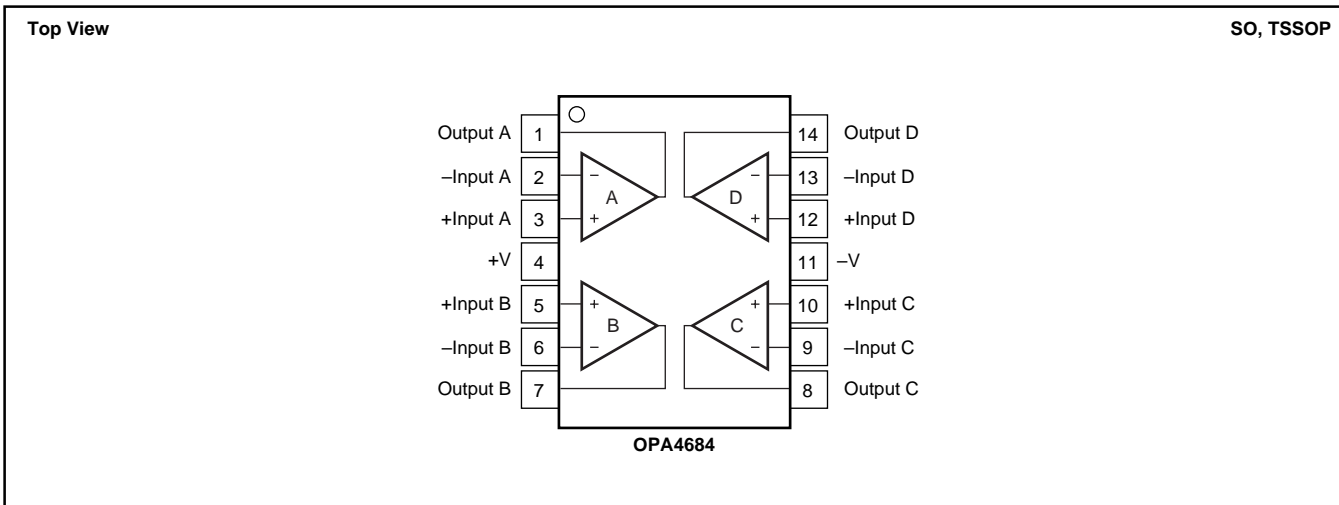 Top View SO, TSSOP
Output A 1 14 Output D
–Input A 2 – – 13 –Input D
A D
+Input A 3 + + 12 +Input D
+V 4 11 –V
+Input B 5 + + 10 +Input C
B C
–Input B 6 – – 9 –Input C
Output B 7 8 Output C
OPA4684